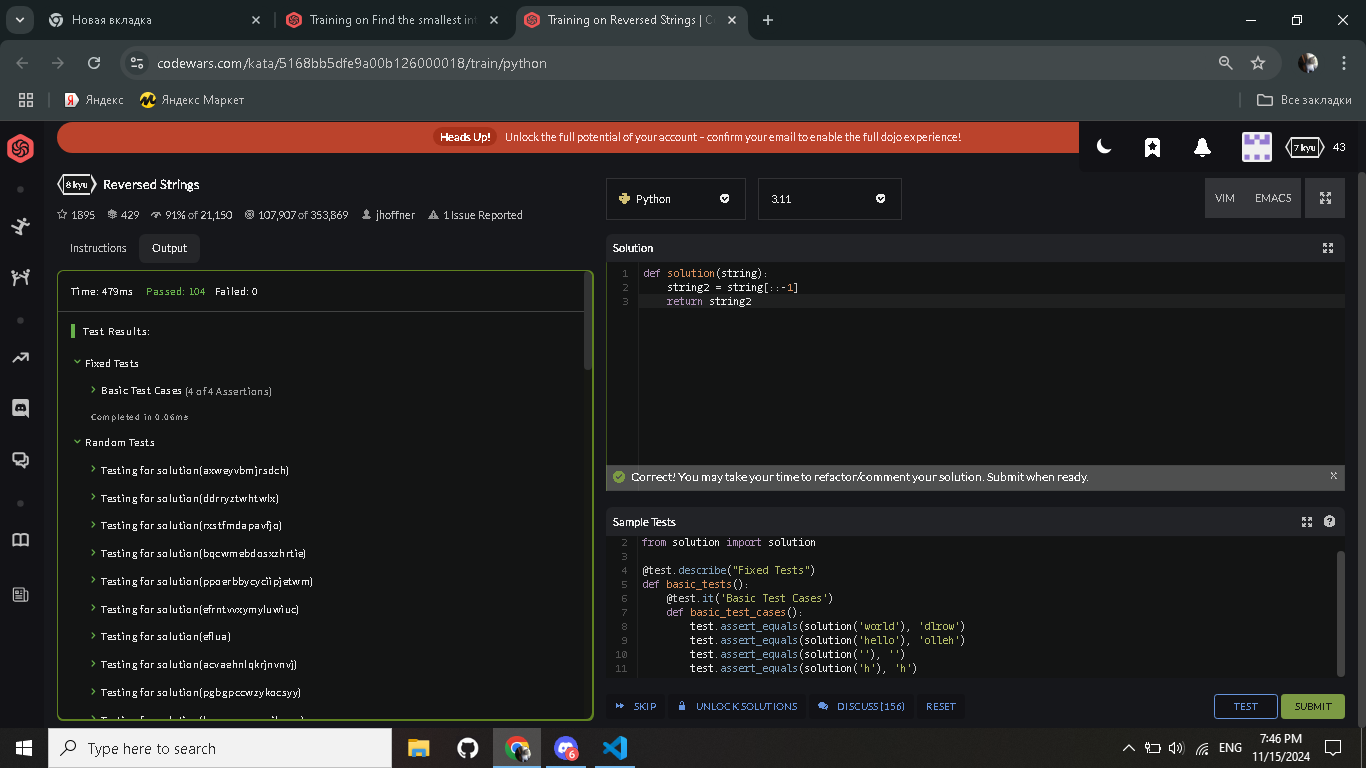 Новая вкладка
Training on Find the smallest int
Training on Reversed Strings | C
codewars.com/kata/5168bb5dfe9a00b126000018/train/python
Яндекс
Яндекс Маркет
Все закладки
Heads Up! Unlock the full potential of your account – confirm your email to enable the full dojo experience!
7 kyu 43
8 kyu Reversed Strings
1895 429 91% of 21,150 107,907 of 353,869 jhoffner 1 Issue Reported
Instructions Output
Time: 479ms Passed: 104 Failed: 0
Test Results:
Fixed Tests
Basic Test Cases (4 of 4 Assertions)
Completed in 0.06ms
Random Tests
Testing for solution(axweyvbmjrsdch)
Testing for solution(ddrryztwhtwlx)
Testing for solution(rxstfmdapavfjo)
Testing for solution(bqcwmebdosxzhrtie)
Testing for solution(ppoerbbycyciipjetwm)
Testing for solution(efrntvvxymyluwiuc)
Testing for solution(eflua)
Testing for solution(acvaehnlqkrjnvnvj)
Testing for solution(pgbgpccwzykocsyy)
Python 3.11 VIM EMACS
Solution
1 def solution(string):
2 string2 = string[::-1]
3 return string2
Correct! You may take your time to refactor/comment your solution. Submit when ready. X
Sample Tests
2 from solution import solution
3
4 @test.describe("Fixed Tests")
5 def basic_tests():
6 @test.it('Basic Test Cases')
7 def basic_test_cases():
8 test.assert_equals(solution('world'), 'dlrow')
9 test.assert_equals(solution('hello'), 'olleh')
10 test.assert_equals(solution(''), '')
11 test.assert_equals(solution('h'), 'h')
SKIP UNLOCK SOLUTIONS DISCUSS (156) RESET TEST SUBMIT
Type here to search
6
ENG
7:46 PM
11/15/2024